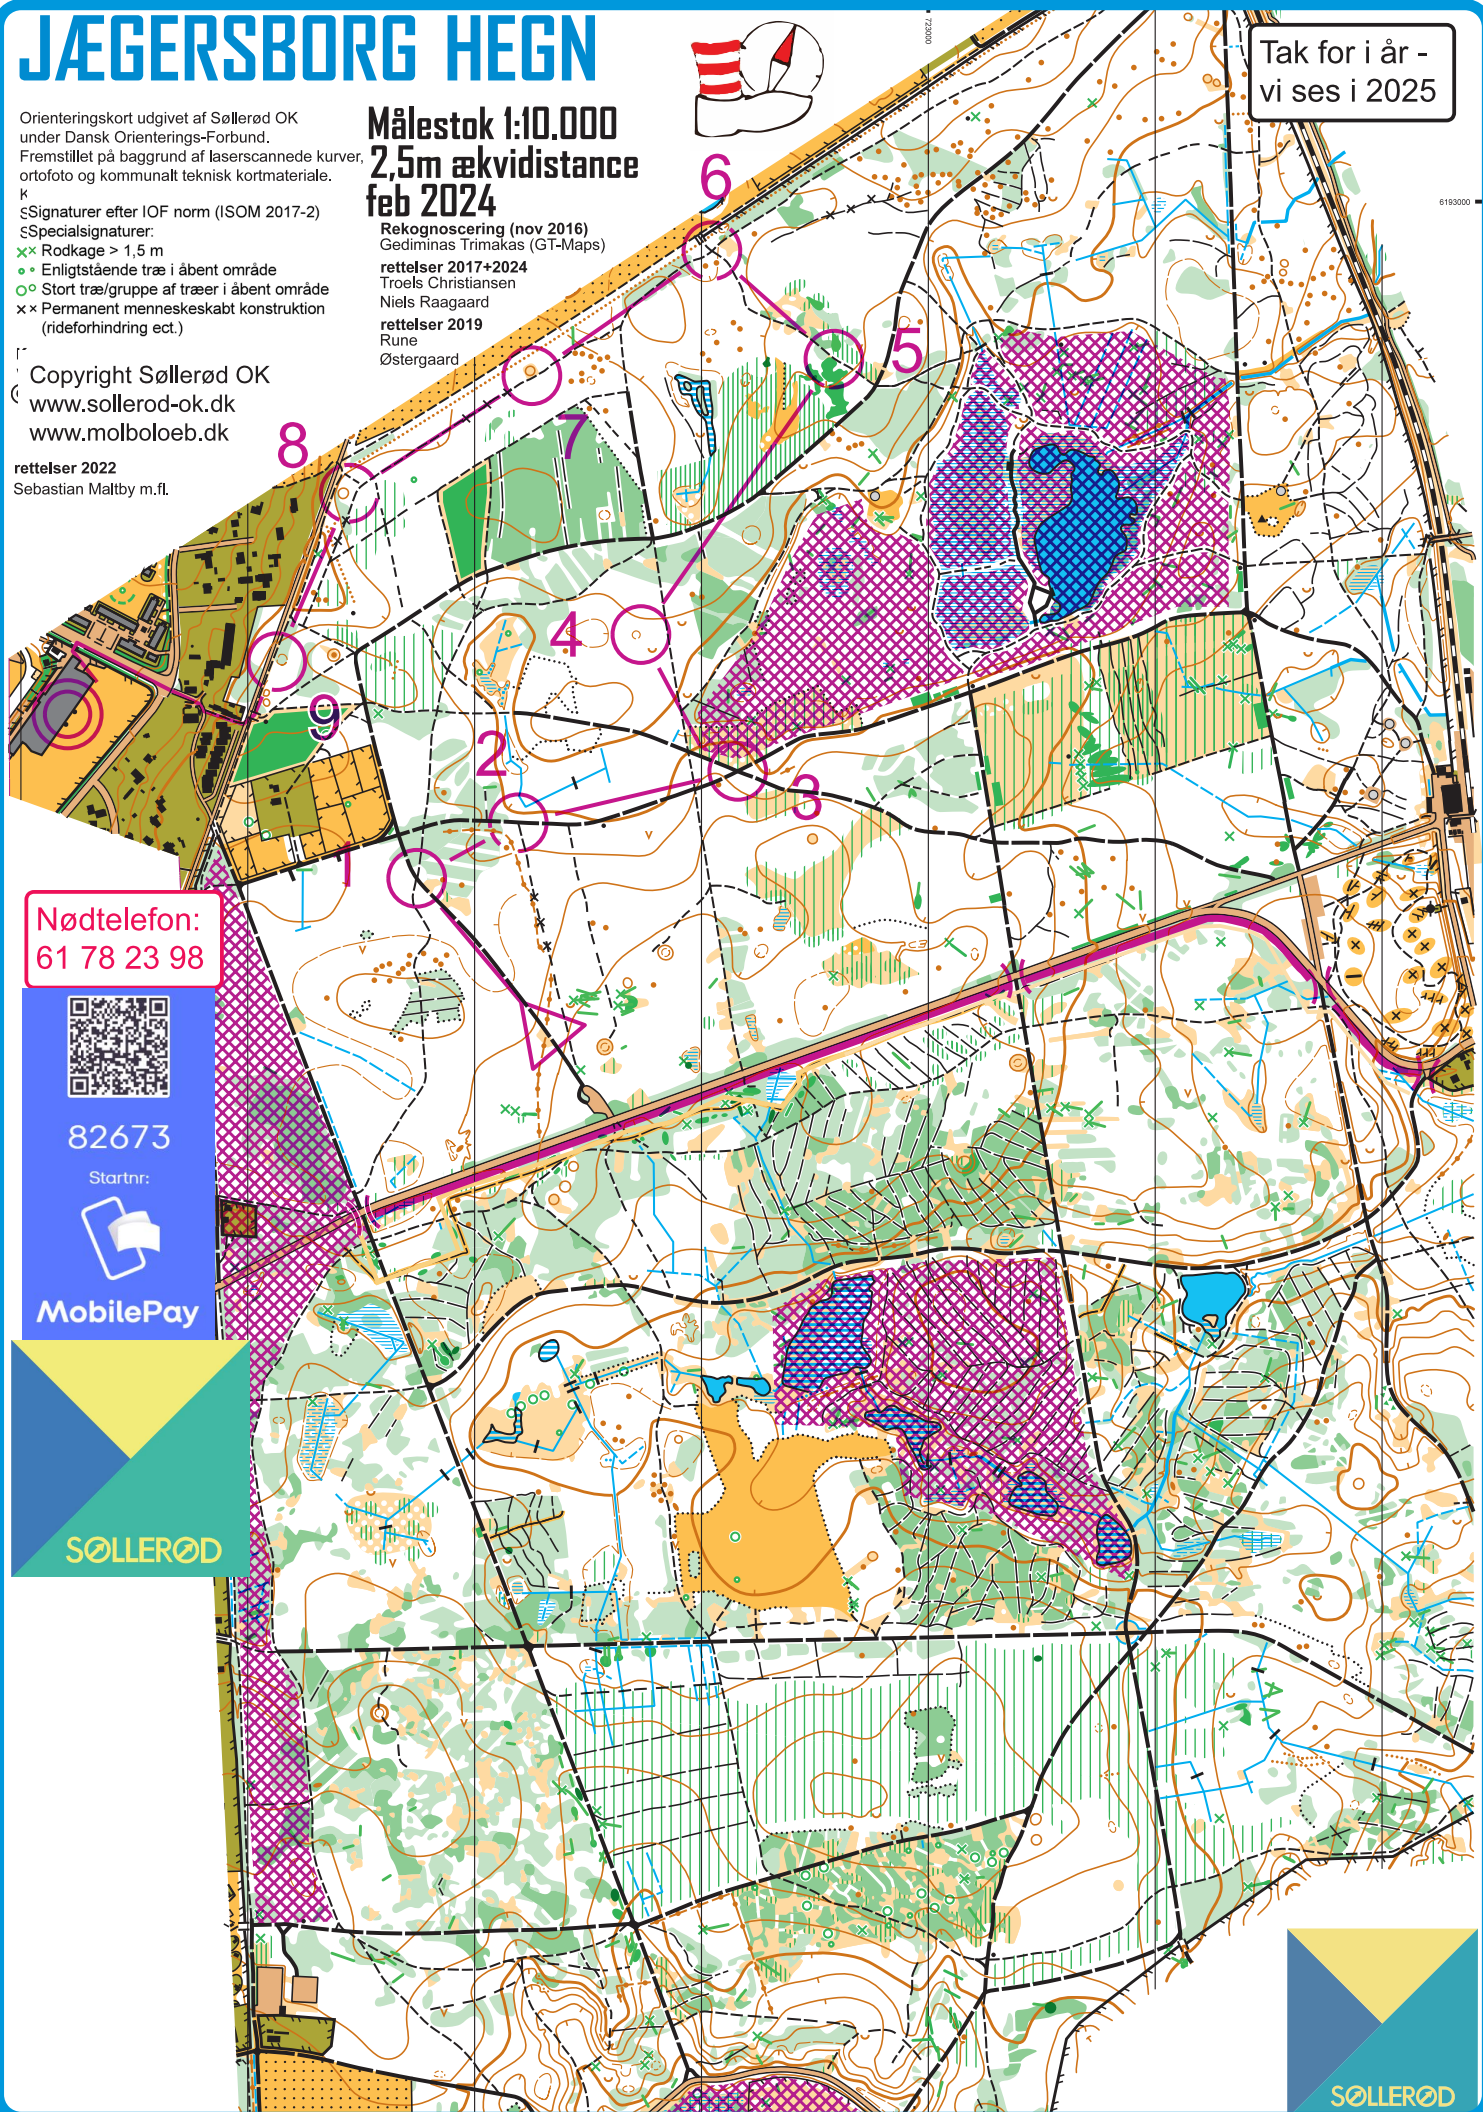 JÆGERSBORG HEGN
Orienteringskort udgivet af Søllerød OK
under Dansk Orienterings-Forbund.
Fremstillet på baggrund af laserscannede kurver,
ortofoto og kommunalt teknisk kortmateriale.
K
S
Signaturer efter IOF norm (ISOM 2017-2)
S
Specialsignaturer:
Rodkage > 1,5 m
Enligtstående træ i åbent område
Stort træ/gruppe af træer i åbent område
Permanent menneskeskabt konstruktion
(rideforhindring ect.)
Copyright Søllerød OK
www.sollerod-ok.dk
www.molboloeb.dk
rettelser 2022
Sebastian Maltby m.fl.
Målestok 1:10.000
2,5m ækvidistance
feb 2024
Rekognoscering (nov 2016)
Gediminas Trimakas (GT-Maps)
rettelser 2017+2024
Troels Christiansen
Niels Raagaard
rettelser 2019
Rune
Østergaard
723000
Tak for i år -
vi ses i 2025
6193000
6
5
7
8
4
9
2
3
1
Nødtelefon:
61 78 23 98
82673
Startnr:
MobilePay
SØLLERØD
SØLLERØD